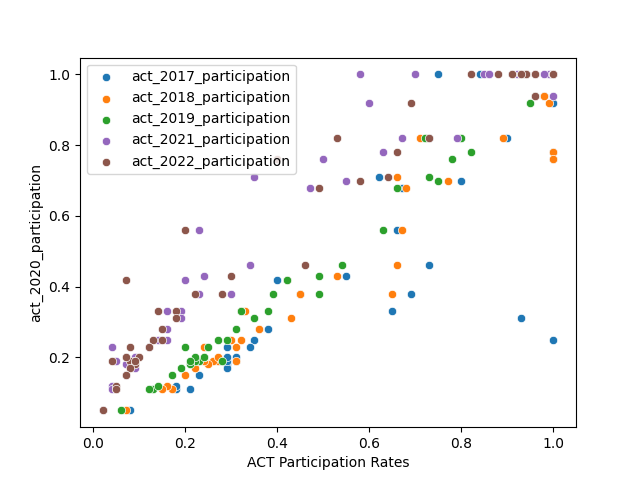 act_2017_participation
act_2018_participation
act_2019_participation
act_2021_participation
act_2022_participation
1.0
0.8
0.6
0.4
0.2
act_2020_participation
0.0 0.2 0.4 0.6 0.8 1.0
ACT Participation Rates